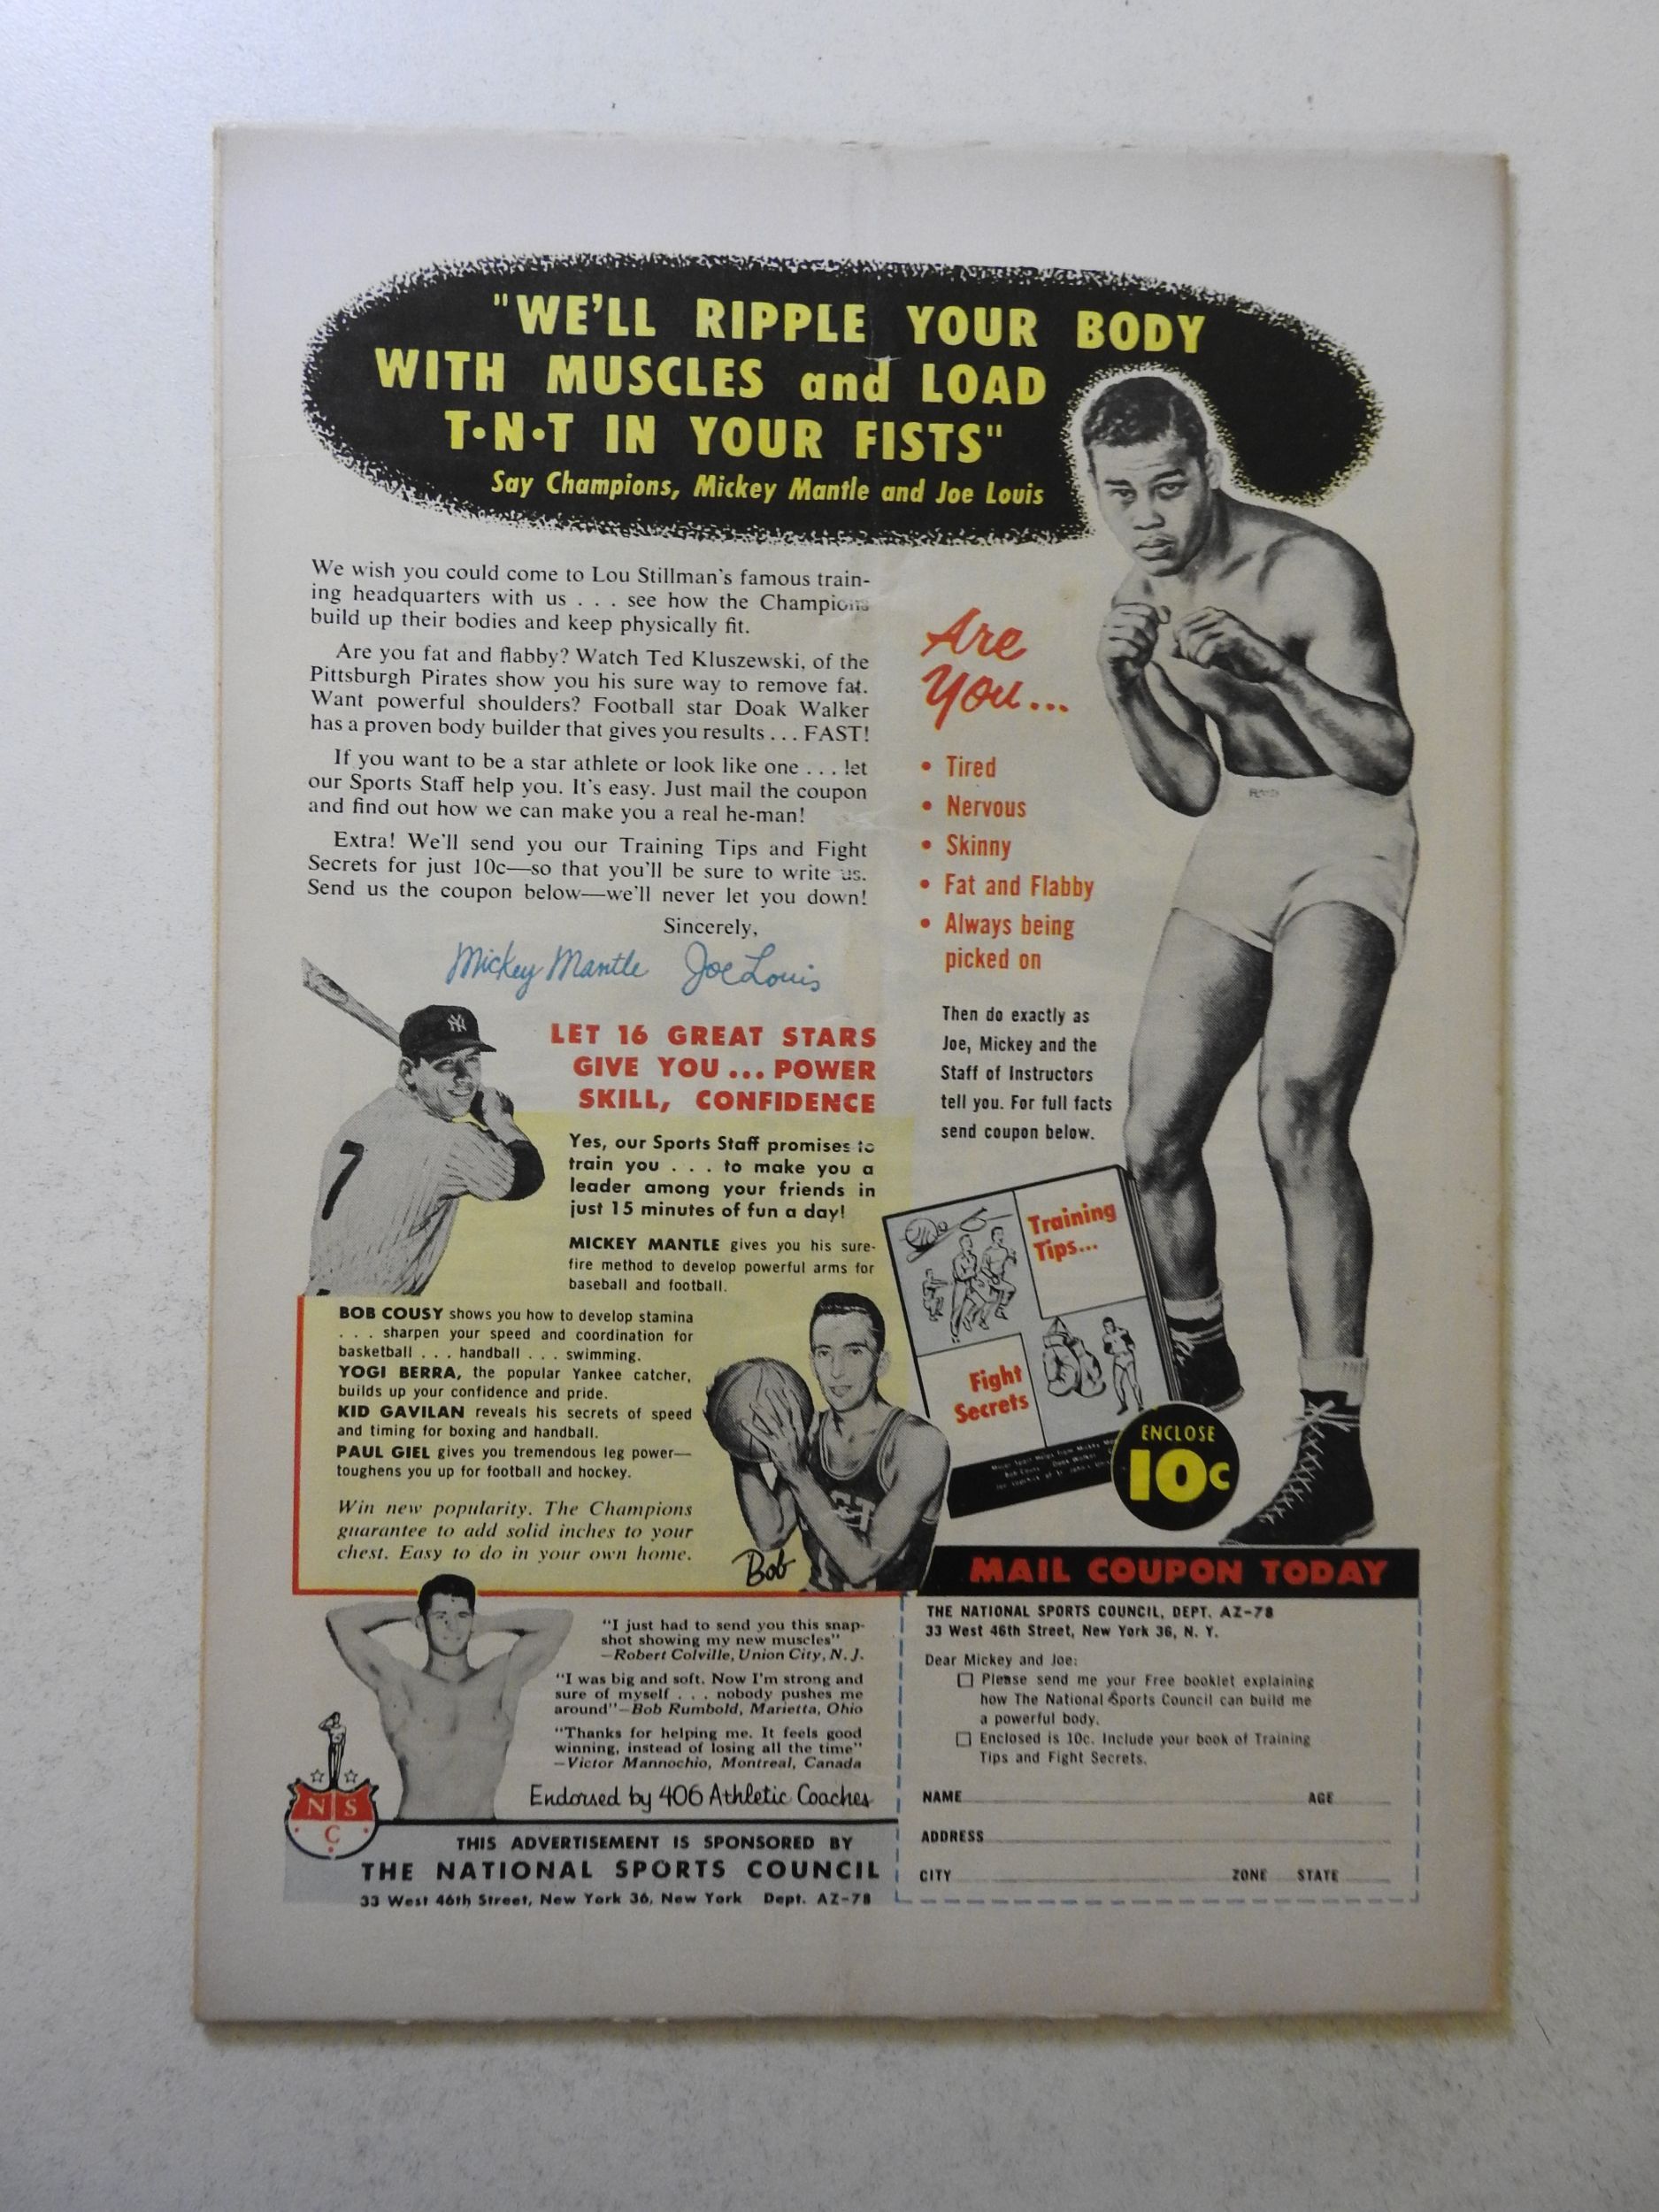 "WE'LL RIPPLE YOUR BODY
WITH MUSCLES and LOAD
T·N·T IN YOUR FISTS"
Say Champions, Mickey Mantle and Joe Louis
We wish you could come to Lou Stillman's famous train-
ing headquarters with us . . . see how the Champions
build up their bodies and keep physically fit.
Are you fat and flabby? Watch Ted Kluszewski, of the
Pittsburgh Pirates show you his sure way to remove fat.
Want powerful shoulders? Football star Doak Walker
has a proven body builder that gives you results . . . FAST!
If you want to be a star athlete or look like one . . . let
our Sports Staff help you. It's easy. Just mail the coupon
and find out how we can make you a real he-man!
Extra! We'll send you our Training Tips and Fight
Secrets for just 10c—so that you'll be sure to write us.
Send us the coupon below—we'll never let you down!
Sincerely,
Mickey Mantle Joe Louis
Are
You...
• Tired
• Nervous
• Skinny
• Fat and Flabby
• Always being
picked on
Then do exactly as
Joe, Mickey and the
Staff of Instructors
tell you. For full facts
send coupon below.
NY
7
LET 16 GREAT STARS
GIVE YOU ... POWER
SKILL, CONFIDENCE
Yes, our Sports Staff promises to
train you . . . to make you a
leader among your friends in
just 15 minutes of fun a day!
MICKEY MANTLE gives you his sure-
fire method to develop powerful arms for
baseball and football.
BOB COUSY shows you how to develop stamina
. . . sharpen your speed and coordination for
basketball . . . handball . . . swimming.
YOGI BERRA, the popular Yankee catcher,
builds up your confidence and pride.
KID GAVILAN reveals his secrets of speed
and timing for boxing and handball.
PAUL GIEL gives you tremendous leg power—
toughens you up for football and hockey.
Win new popularity. The Champions
guarantee to add solid inches to your
chest. Easy to do in your own home.
Bob
Training
Tips...
Fight
Secrets
ENCLOSE
10c
"I just had to send you this snap-
shot showing my new muscles"
—Robert Colville, Union City, N. J.
"I was big and soft. Now I'm strong and
sure of myself . . . nobody pushes me
around"—Bob Rumbold, Marietta, Ohio
"Thanks for helping me. It feels good
winning, instead of losing all the time"
—Victor Mannochio, Montreal, Canada
Endorsed by 406 Athletic Coaches
N S
C
THIS ADVERTISEMENT IS SPONSORED BY
THE NATIONAL SPORTS COUNCIL
33 West 46th Street, New York 36, New York Dept. AZ-78
MAIL COUPON TODAY
THE NATIONAL SPORTS COUNCIL, DEPT. AZ-78
33 West 46th Street, New York 36, N. Y.
Dear Mickey and Joe:
☐ Please send me your Free booklet explaining
how The National Sports Council can build me
a powerful body.
☐ Enclosed is 10c. Include your book of Training
Tips and Fight Secrets.
NAME AGE
ADDRESS
CITY ZONE STATE